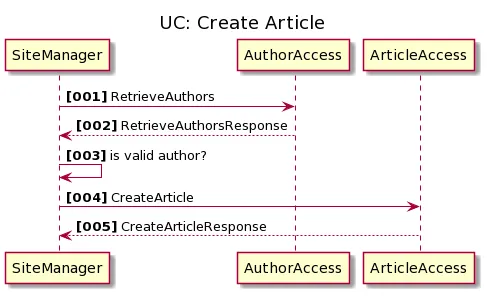 UC: Create Article
SiteManager AuthorAccess ArticleAccess
[001] RetrieveAuthors
[002] RetrieveAuthorsResponse
[003] is valid author?
[004] CreateArticle
[005] CreateArticleResponse
SiteManager AuthorAccess ArticleAccess